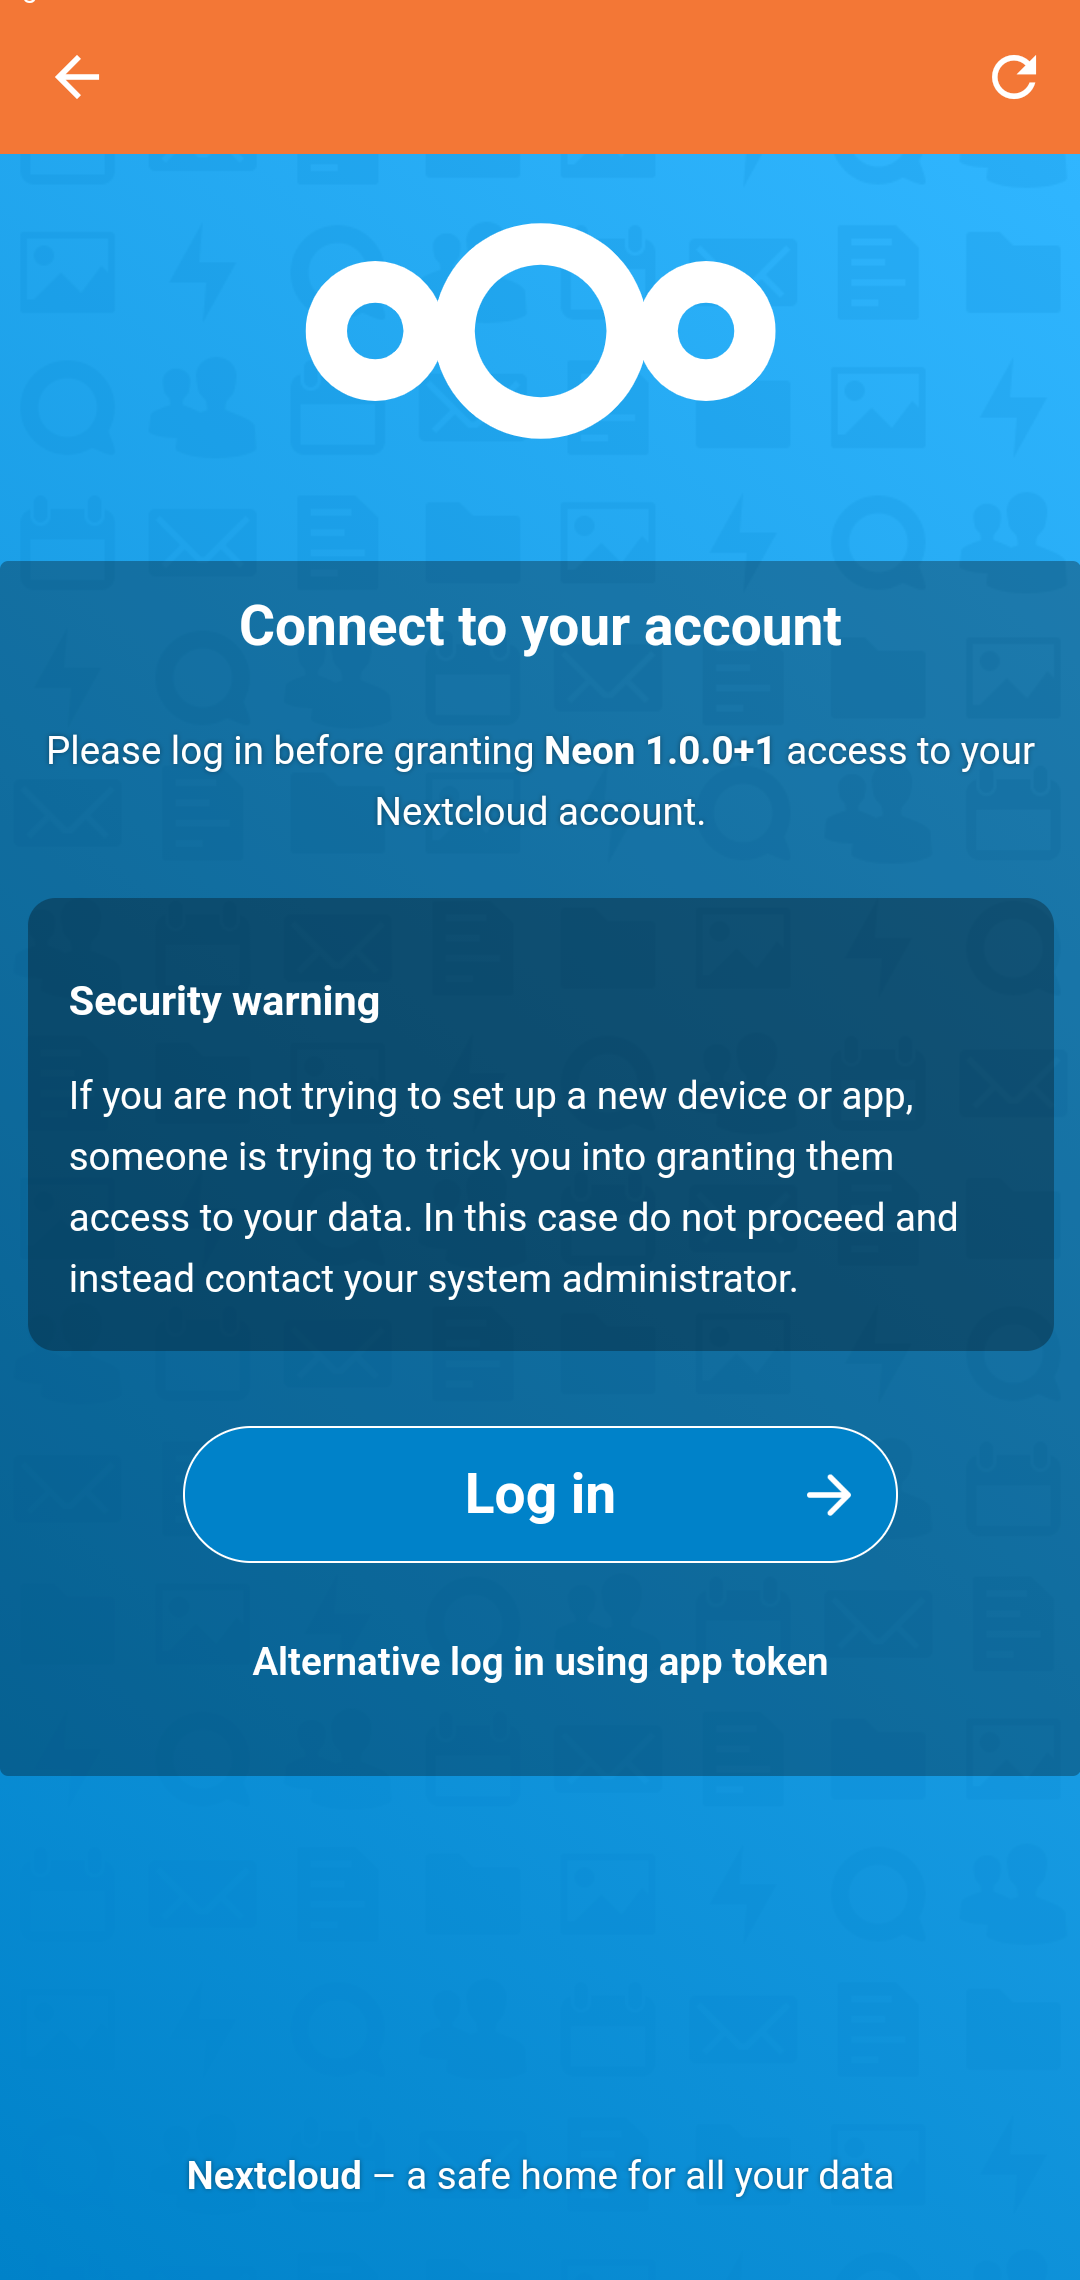 Connect to your account
Please log in before granting Neon 1.0.0+1 access to your
Nextcloud account.
Security warning
If you are not trying to set up a new device or app,
someone is trying to trick you into granting them
access to your data. In this case do not proceed and
instead contact your system administrator.
Log in
Alternative log in using app token
Nextcloud – a safe home for all your data